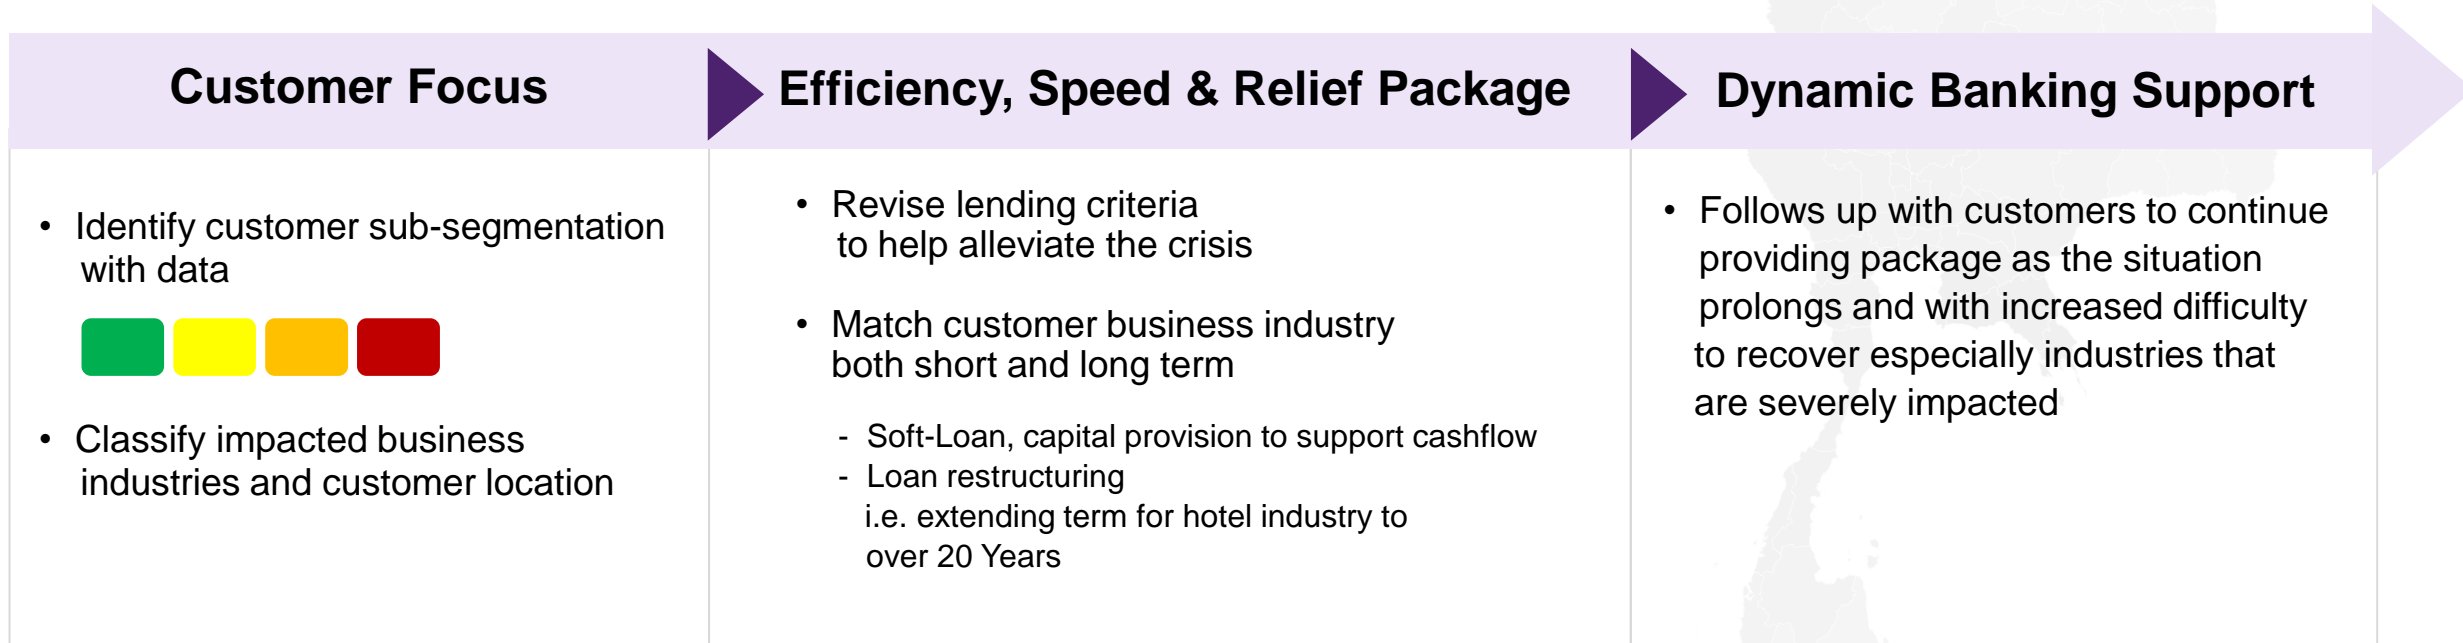 Customer Focus
Efficiency, Speed & Relief Package
Dynamic Banking Support
• Identify customer sub-segmentation
with data
• Classify impacted business
industries and customer location
• Revise lending criteria
to help alleviate the crisis
• Match customer business industry
both short and long term
- Soft-Loan, capital provision to support cashflow
- Loan restructuring
i.e. extending term for hotel industry to
over 20 Years
• Follows up with customers to continue
providing package as the situation
prolongs and with increased difficulty
to recover especially industries that
are severely impacted